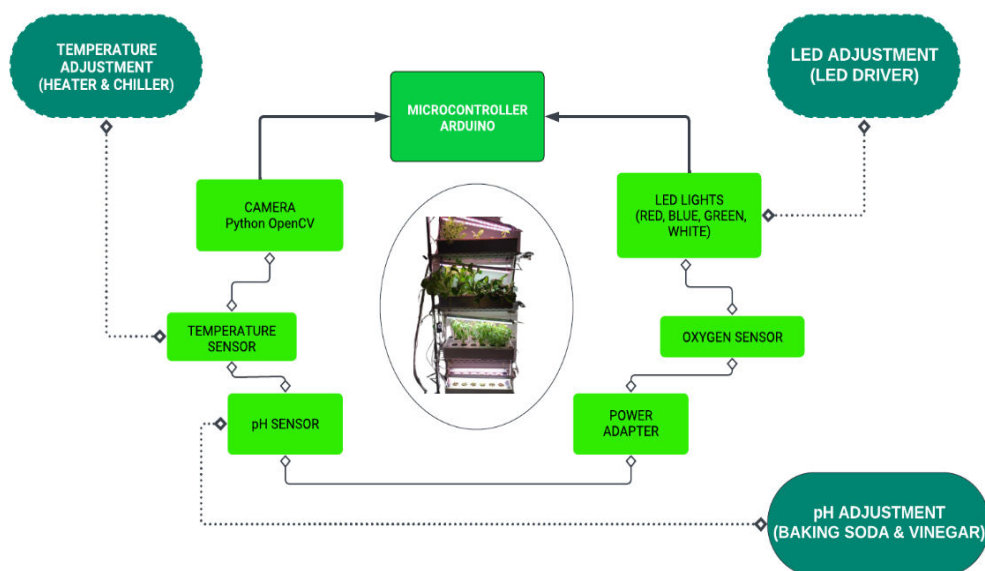 TEMPERATURE
ADJUSTMENT
(HEATER & CHILLER)
LED ADJUSTMENT
(LED DRIVER)
MICROCONTROLLER
ARDUINO
CAMERA
Python OpenCV
LED LIGHTS
(RED, BLUE, GREEN,
WHITE)
TEMPERATURE
SENSOR
OXYGEN SENSOR
pH SENSOR
POWER
ADAPTER
pH ADJUSTMENT
(BAKING SODA & VINEGAR)